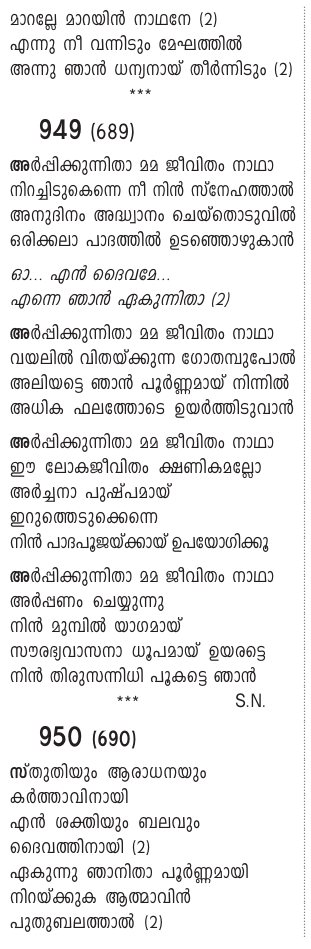 മാറല്ലേ മാറയിൻ നാഥനേ (2)
എന്നു നീ വന്നിടും മേഘത്തിൽ
അന്നു ഞാൻ ധന്യനായ് തീർന്നിടും (2)
***
949 (689)
അർപ്പിക്കുന്നിതാ മമ ജീവിതം നാഥാ
നിറച്ചിടുകെന്നെ നീ നിൻ സ്നേഹത്താൽ
അനുദിനം അദ്ധ്വാനം ചെയ്തൊടുവിൽ
ഒരിക്കലാ പാദത്തിൽ ഉടഞ്ഞൊഴുകാൻ
ഓ... എൻ ദൈവമേ...
എന്നെ ഞാൻ ഏകുന്നിതാ (2)
അർപ്പിക്കുന്നിതാ മമ ജീവിതം നാഥാ
വയലിൽ വിതയ്ക്കുന്ന ഗോതമ്പുപോൽ
അലിയട്ടെ ഞാൻ പൂർണ്ണമായ് നിന്നിൽ
അധിക ഫലത്തോടെ ഉയർത്തിടുവാൻ
അർപ്പിക്കുന്നിതാ മമ ജീവിതം നാഥാ
ഈ ലോകജീവിതം ക്ഷണികമല്ലോ
അർച്ചനാ പുഷ്പമായ്
ഇറുത്തെടുക്കെന്നെ
നിൻ പാദപൂജയ്ക്കായ് ഉപയോഗിക്കൂ
അർപ്പിക്കുന്നിതാ മമ ജീവിതം നാഥാ
അർപ്പണം ചെയ്യുന്നു
നിൻ മുമ്പിൽ യാഗമായ്
സൗരഭ്യവാസനാ ധൂപമായ് ഉയരട്ടെ
നിൻ തിരുസന്നിധി പൂകട്ടെ ഞാൻ
*** S.N.
950 (690)
സ്തുതിയും ആരാധനയും
കർത്താവിനായി
എൻ ശക്തിയും ബലവും
ദൈവത്തിനായി (2)
ഏകുന്നു ഞാനിതാ പൂർണ്ണമായി
നിറയ്ക്കുക ആത്മാവിൻ
പുതുബലത്താൽ (2)